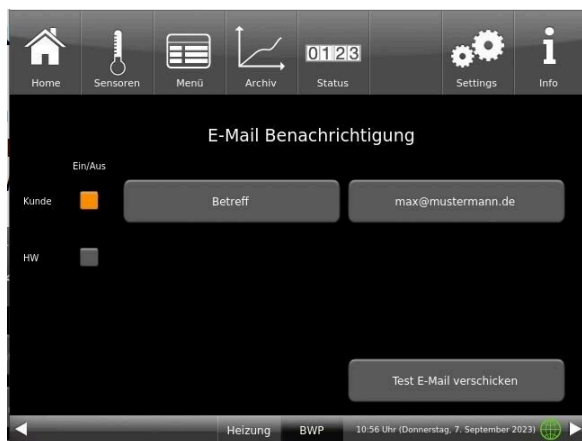 0123
Home Sensoren Menü Archiv Status Settings Info
E-Mail Benachrichtigung
Ein/Aus
Kunde Betreff max@mustermann.de
HW
Test E-Mail verschicken
Heizung BWP 10:56 Uhr (Donnerstag, 7. September 2023)